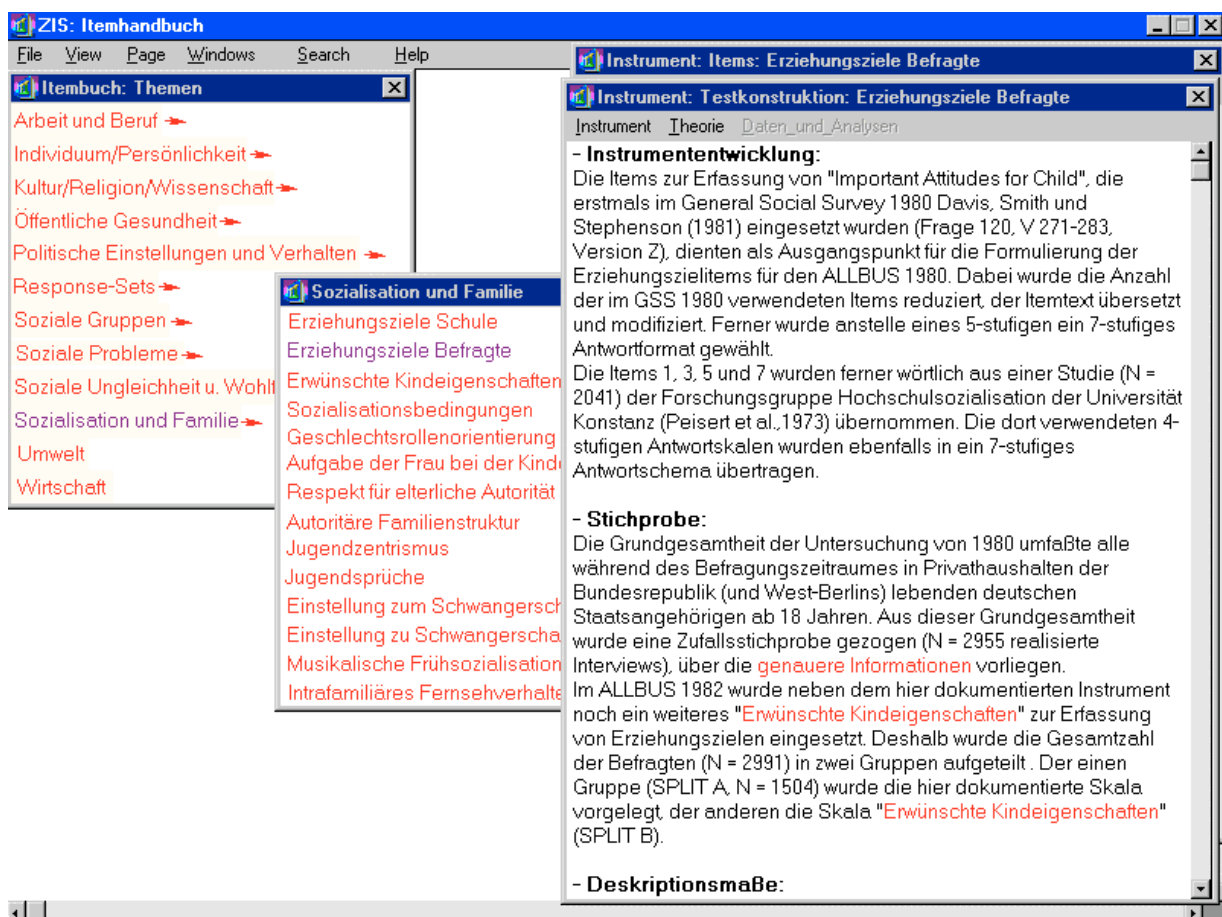 ZIS: Itemhandbuch
File View Page Windows Search Help
Itembuch: Themen
Arbeit und Beruf
Individuum/Persönlichkeit
Kultur/Religion/Wissenschaft
Öffentliche Gesundheit
Politische Einstellungen und Verhalten
Response-Sets
Soziale Gruppen
Soziale Probleme
Soziale Ungleichheit u. Wohlf
Sozialisation und Familie
Umwelt
Wirtschaft
Sozialisation und Familie
Erziehungsziele Schule
Erziehungsziele Befragte
Erwünschte Kindeigenschaften
Sozialisationsbedingungen
Geschlechtsrollenorientierung
Aufgabe der Frau bei der Kinde
Respekt für elterliche Autorität
Autoritäre Familienstruktur
Jugendzentrismus
Jugendsprüche
Einstellung zum Schwangersch
Einstellung zu Schwangerscha
Musikalische Frühsozialisation
Intrafamiliäres Fernsehverhalte
Instrument: Items: Erziehungsziele Befragte
Instrument: Testkonstruktion: Erziehungsziele Befragte
Instrument Theorie Daten_und_Analysen
- Instrumententwicklung:
Die Items zur Erfassung von "Important Attitudes for Child", die
erstmals im General Social Survey 1980 Davis, Smith und
Stephenson (1981) eingesetzt wurden (Frage 120, V 271-283,
Version Z), dienten als Ausgangspunkt für die Formulierung der
Erziehungszielitems für den ALLBUS 1980. Dabei wurde die Anzahl
der im GSS 1980 verwendeten Items reduziert, der Itemtext übersetzt
und modifiziert. Ferner wurde anstelle eines 5-stufigen ein 7-stufiges
Antwortformat gewählt.
Die Items 1, 3, 5 und 7 wurden ferner wörtlich aus einer Studie (N =
2041) der Forschungsgruppe Hochschulsozialisation der Universität
Konstanz (Peisert et al.,1973) übernommen. Die dort verwendeten 4-
stufigen Antwortskalen wurden ebenfalls in ein 7-stufiges
Antwortschema übertragen.
- Stichprobe:
Die Grundgesamtheit der Untersuchung von 1980 umfaßte alle
während des Befragungszeitraumes in Privathaushalten der
Bundesrepublik (und West-Berlins) lebenden deutschen
Staatsangehörigen ab 18 Jahren. Aus dieser Grundgesamtheit
wurde eine Zufallsstichprobe gezogen (N = 2955 realisierte
Interviews), über die genauere Informationen vorliegen.
Im ALLBUS 1982 wurde neben dem hier dokumentierten Instrument
noch ein weiteres "Erwünschte Kindeigenschaften" zur Erfassung
von Erziehungszielen eingesetzt. Deshalb wurde die Gesamtzahl
der Befragten (N = 2991) in zwei Gruppen aufgeteilt . Der einen
Gruppe (SPLIT A, N = 1504) wurde die hier dokumentierte Skala
vorgelegt, der anderen die Skala "Erwünschte Kindeigenschaften"
(SPLIT B).
- Deskriptionsmaße: